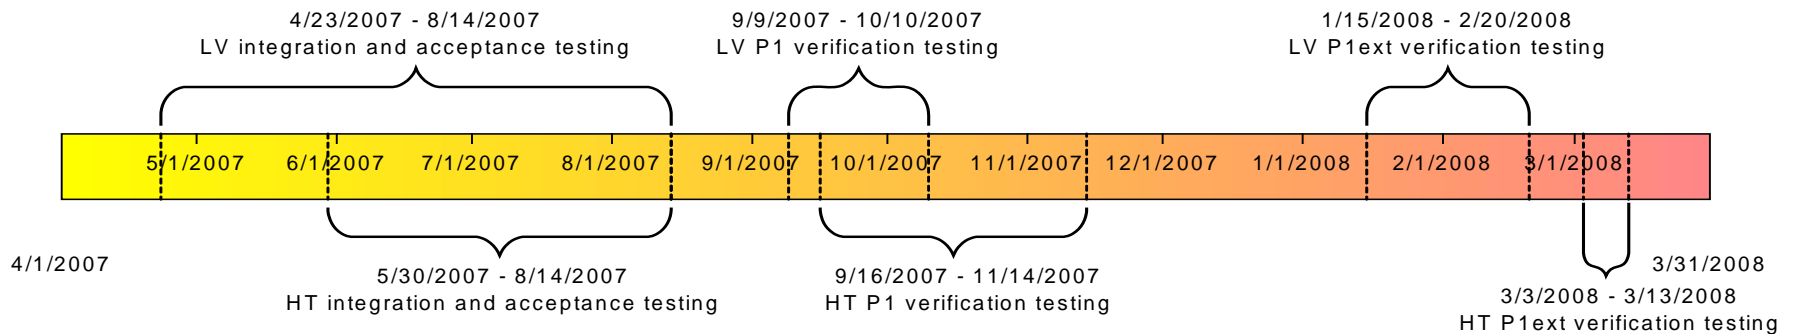 4/23/2007 - 8/14/2007
LV integration and acceptance testing
9/9/2007 - 10/10/2007
LV P1 verification testing
1/15/2008 - 2/20/2008
LV P1ext verification testing
5/1/2007
6/1/2007
7/1/2007
8/1/2007
9/1/2007
10/1/2007
11/1/2007
12/1/2007
1/1/2008
2/1/2008
3/1/2008
4/1/2007
5/30/2007 - 8/14/2007
HT integration and acceptance testing
9/16/2007 - 11/14/2007
HT P1 verification testing
3/31/2008
3/3/2008 - 3/13/2008
HT P1ext verification testing